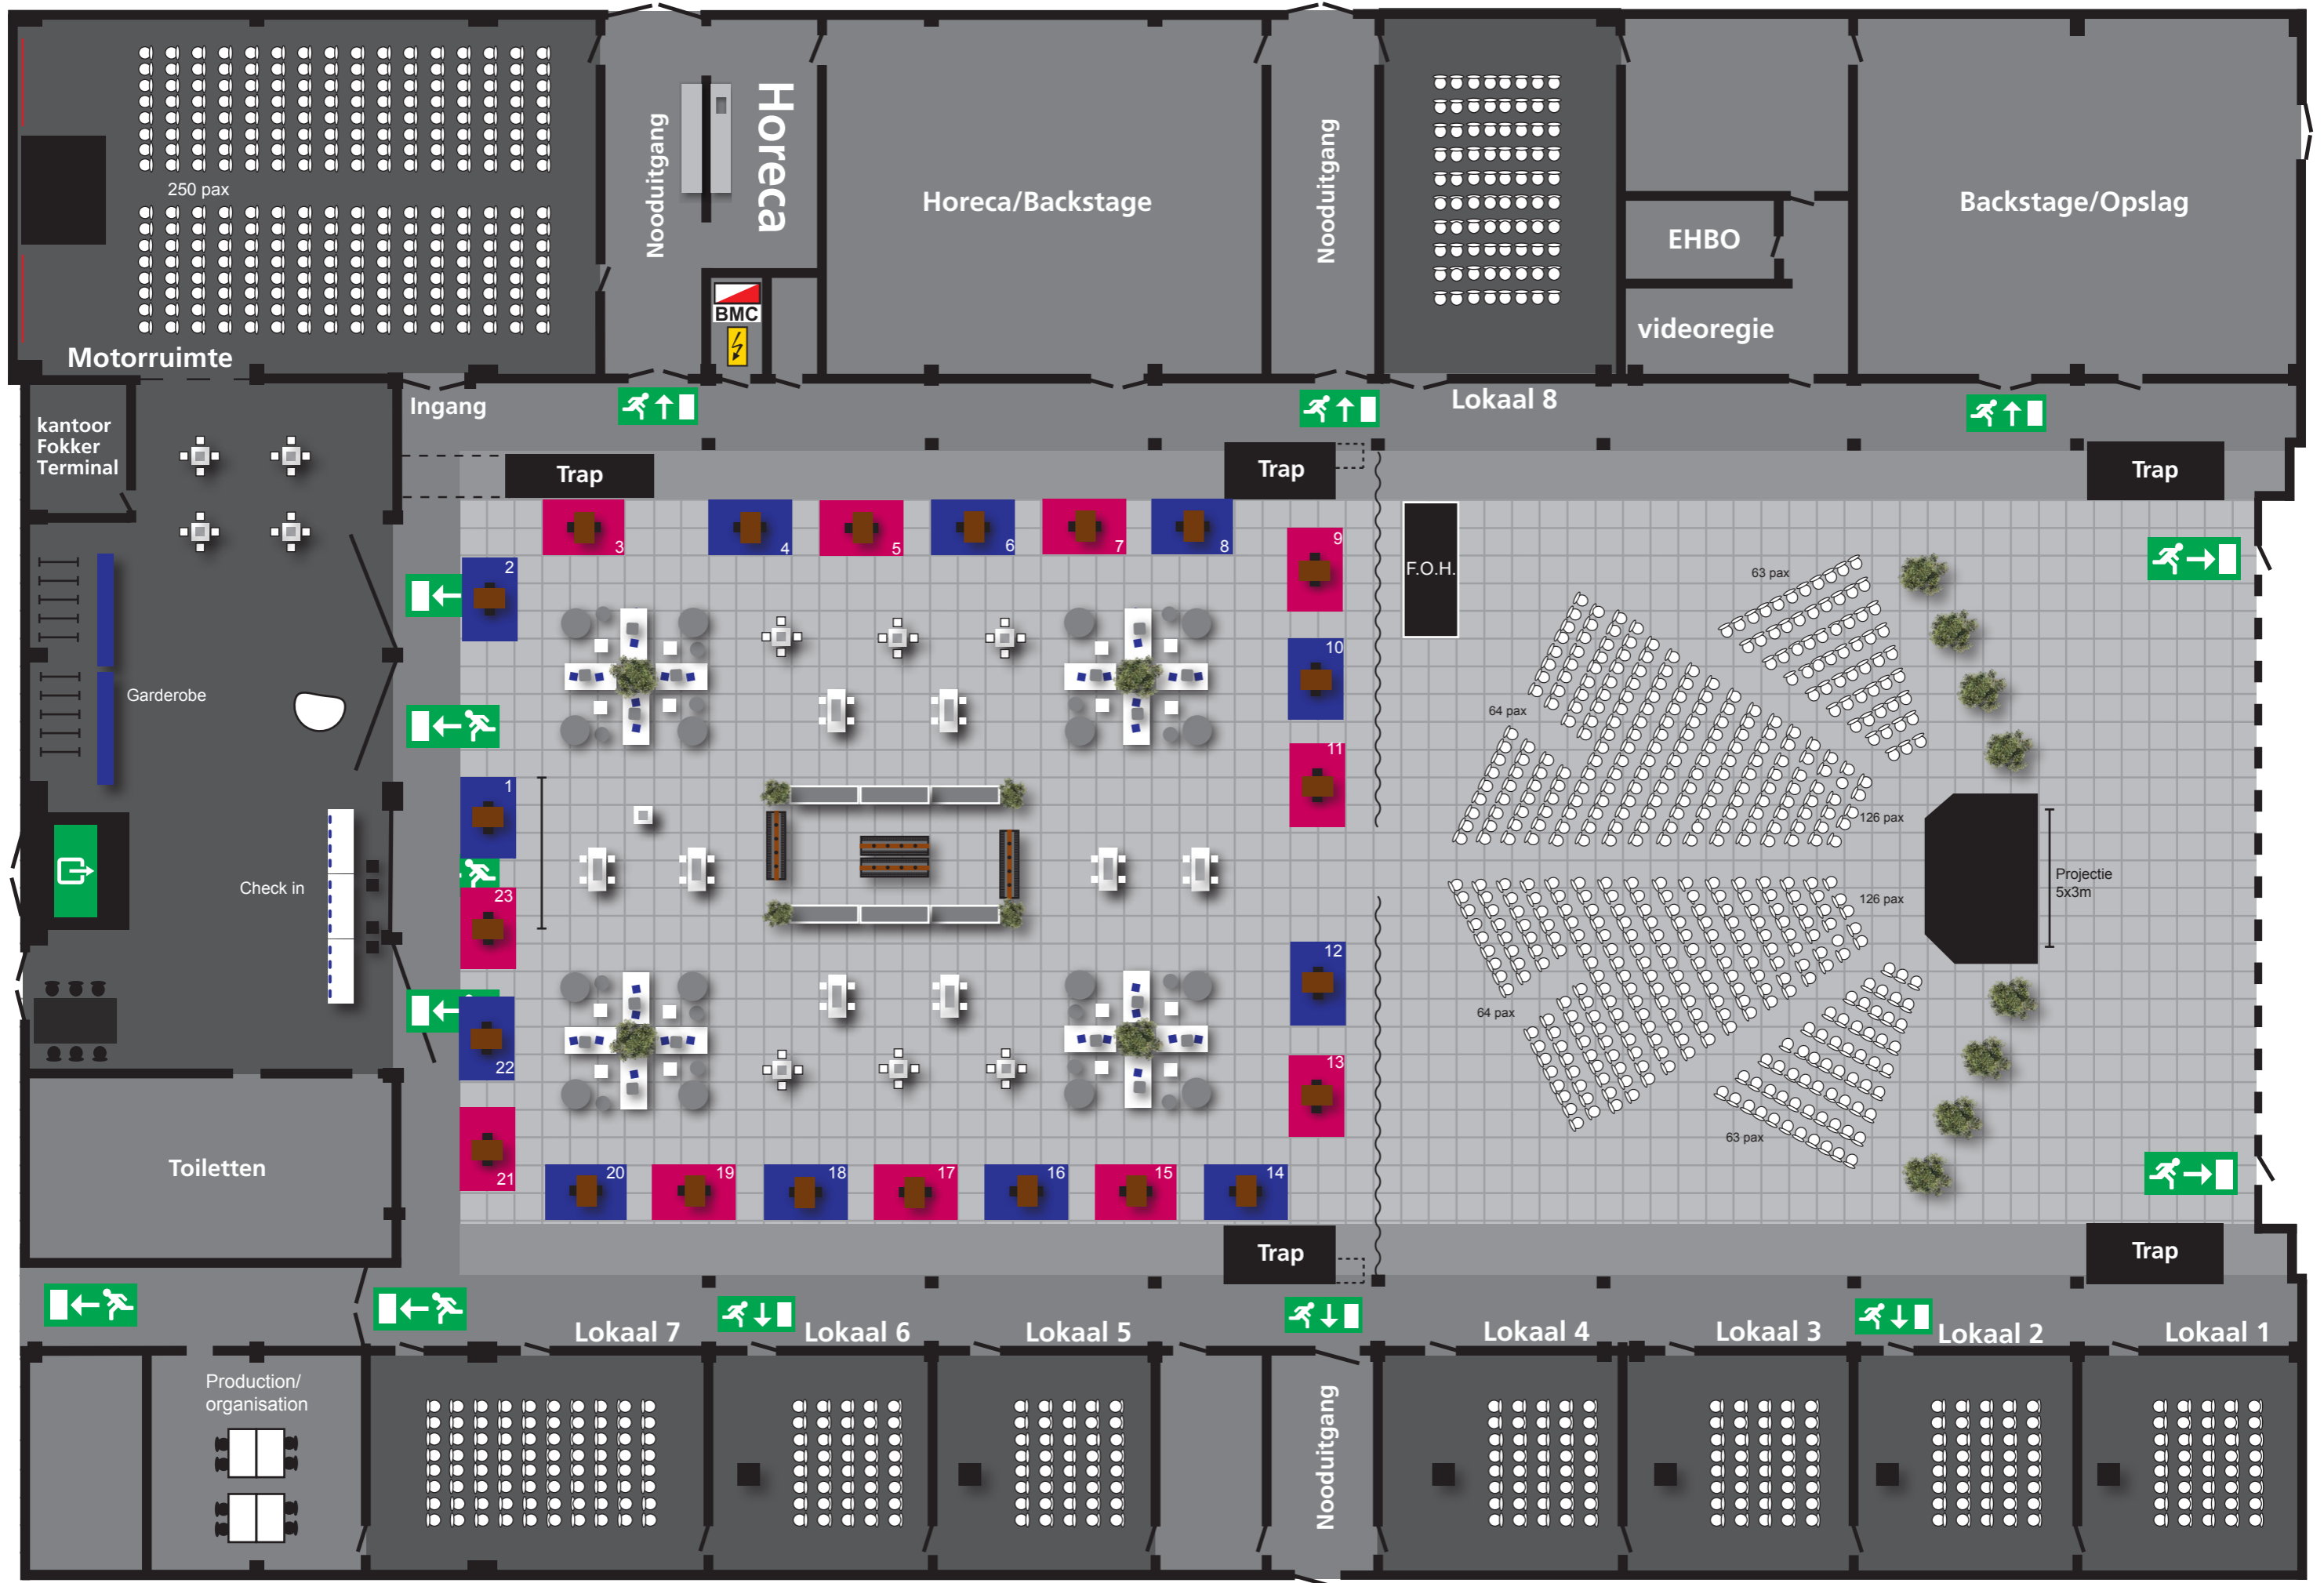 250 pax
Motorruimte
Nooduitgang
Horeca
BMC
Horeca/Backstage
Nooduitgang
EHBO
videoregie
Backstage/Opslag
kantoor
Fokker
Terminal
Ingang
Lokaal 8
Trap
Trap
Trap
3
4
5
6
7
8
9
2
10
11
1
23
12
22
13
21
20
19
18
17
16
15
14
F.O.H.
63 pax
64 pax
126 pax
126 pax
64 pax
63 pax
Projectie
5x3m
Garderobe
Check in
Toiletten
Trap
Trap
Lokaal 7
Lokaal 6
Lokaal 5
Lokaal 4
Lokaal 3
Lokaal 2
Lokaal 1
Production/
organisation
Nooduitgang